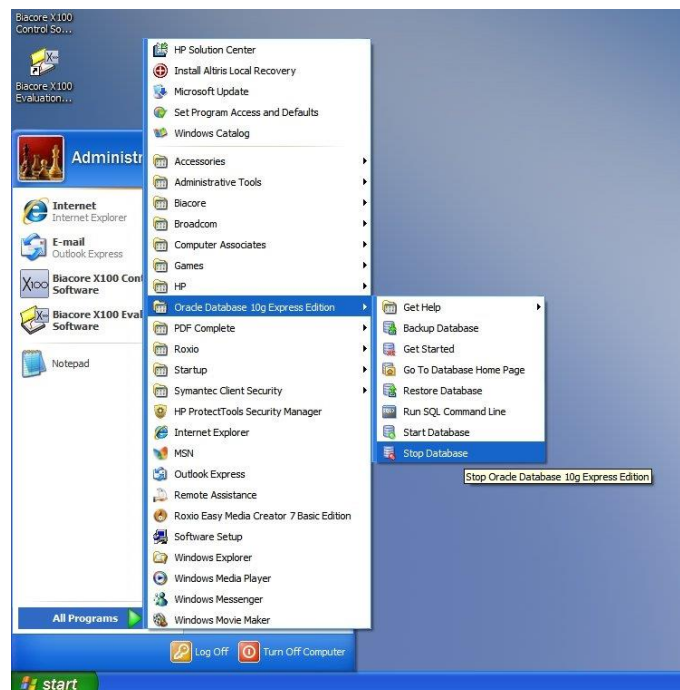 Biacore X100
Control So...
Biacore X100
Evaluation...
Administr
Internet
Internet Explorer
E-mail
Outlook Express
X100
Biacore X100 Cont
Software
Biacore X100 Eval
Software
Notepad
All Programs
HP Solution Center
Install Altiris Local Recovery
Microsoft Update
Set Program Access and Defaults
Windows Catalog
Accessories
Administrative Tools
Biacore
Broadcom
Computer Associates
Games
HP
Oracle Database 10g Express Edition
PDF Complete
Roxio
Startup
Symantec Client Security
HP ProtectTools Security Manager
Internet Explorer
MSN
Outlook Express
Remote Assistance
Roxio Easy Media Creator 7 Basic Edition
Software Setup
Windows Explorer
Windows Media Player
Windows Messenger
Windows Movie Maker
Get Help
Backup Database
Get Started
Go To Database Home Page
Restore Database
Run SQL Command Line
Start Database
Stop Database
Stop Oracle Database 10g Express Edition
Log Off
Turn Off Computer
start